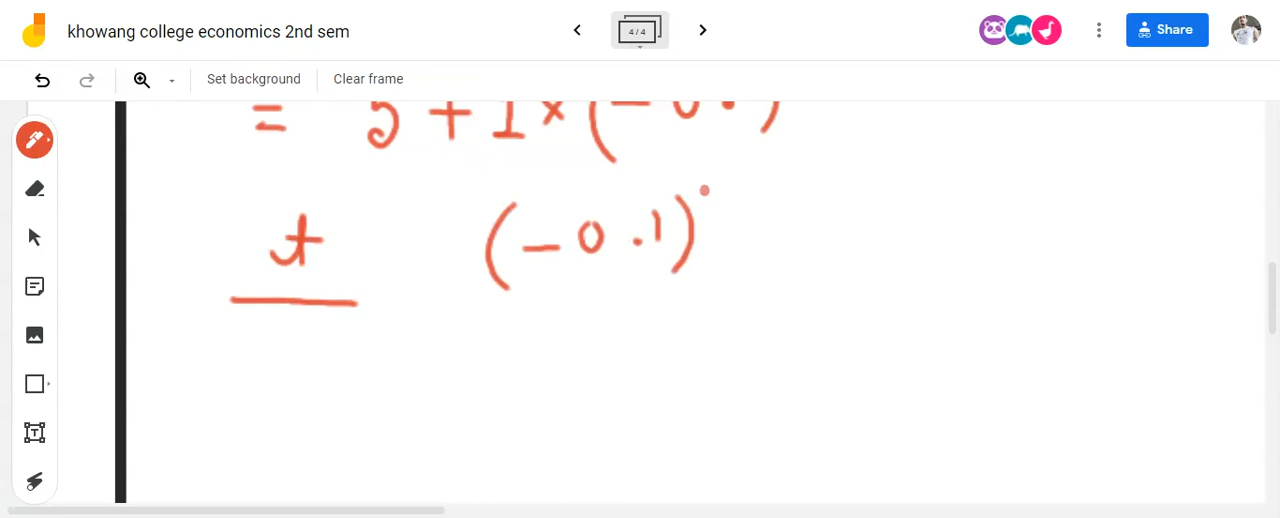 khowang college economics 2nd sem
4 / 4
Share
Set background
Clear frame
= 5 + 1 × (- 0 . )
t (- 0 . 1)